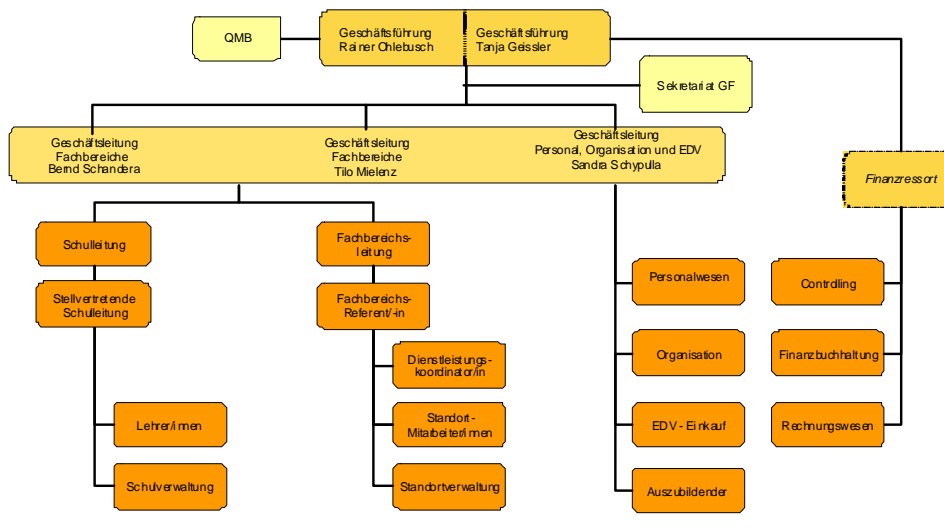 QMB
Geschäftsführung
Rainer Ohlebusch
Geschäftsführung
Tanja Geissler
Sekretariat GF
Geschäftsleitung
Fachbereiche
Bernd Schandera
Geschäftsleitung
Fachbereiche
Tilo Mielenz
Geschäftsleitung
Personal, Organisation und EDV
Sandra Schypulla
Finanzressort
Schulleitung
Stellvertretende
Schulleitung
Lehrer/innen
Schulverwaltung
Fachbereichs-
leitung
Fachbereichs-
Referent/-in
Dienstleistungs-
koordinator/in
Standort -
Mitarbeiter/innen
Standortverwaltung
Personalwesen
Organisation
EDV - Einkauf
Auszubildender
Controlling
Finanzbuchhaltung
Rechnungswesen